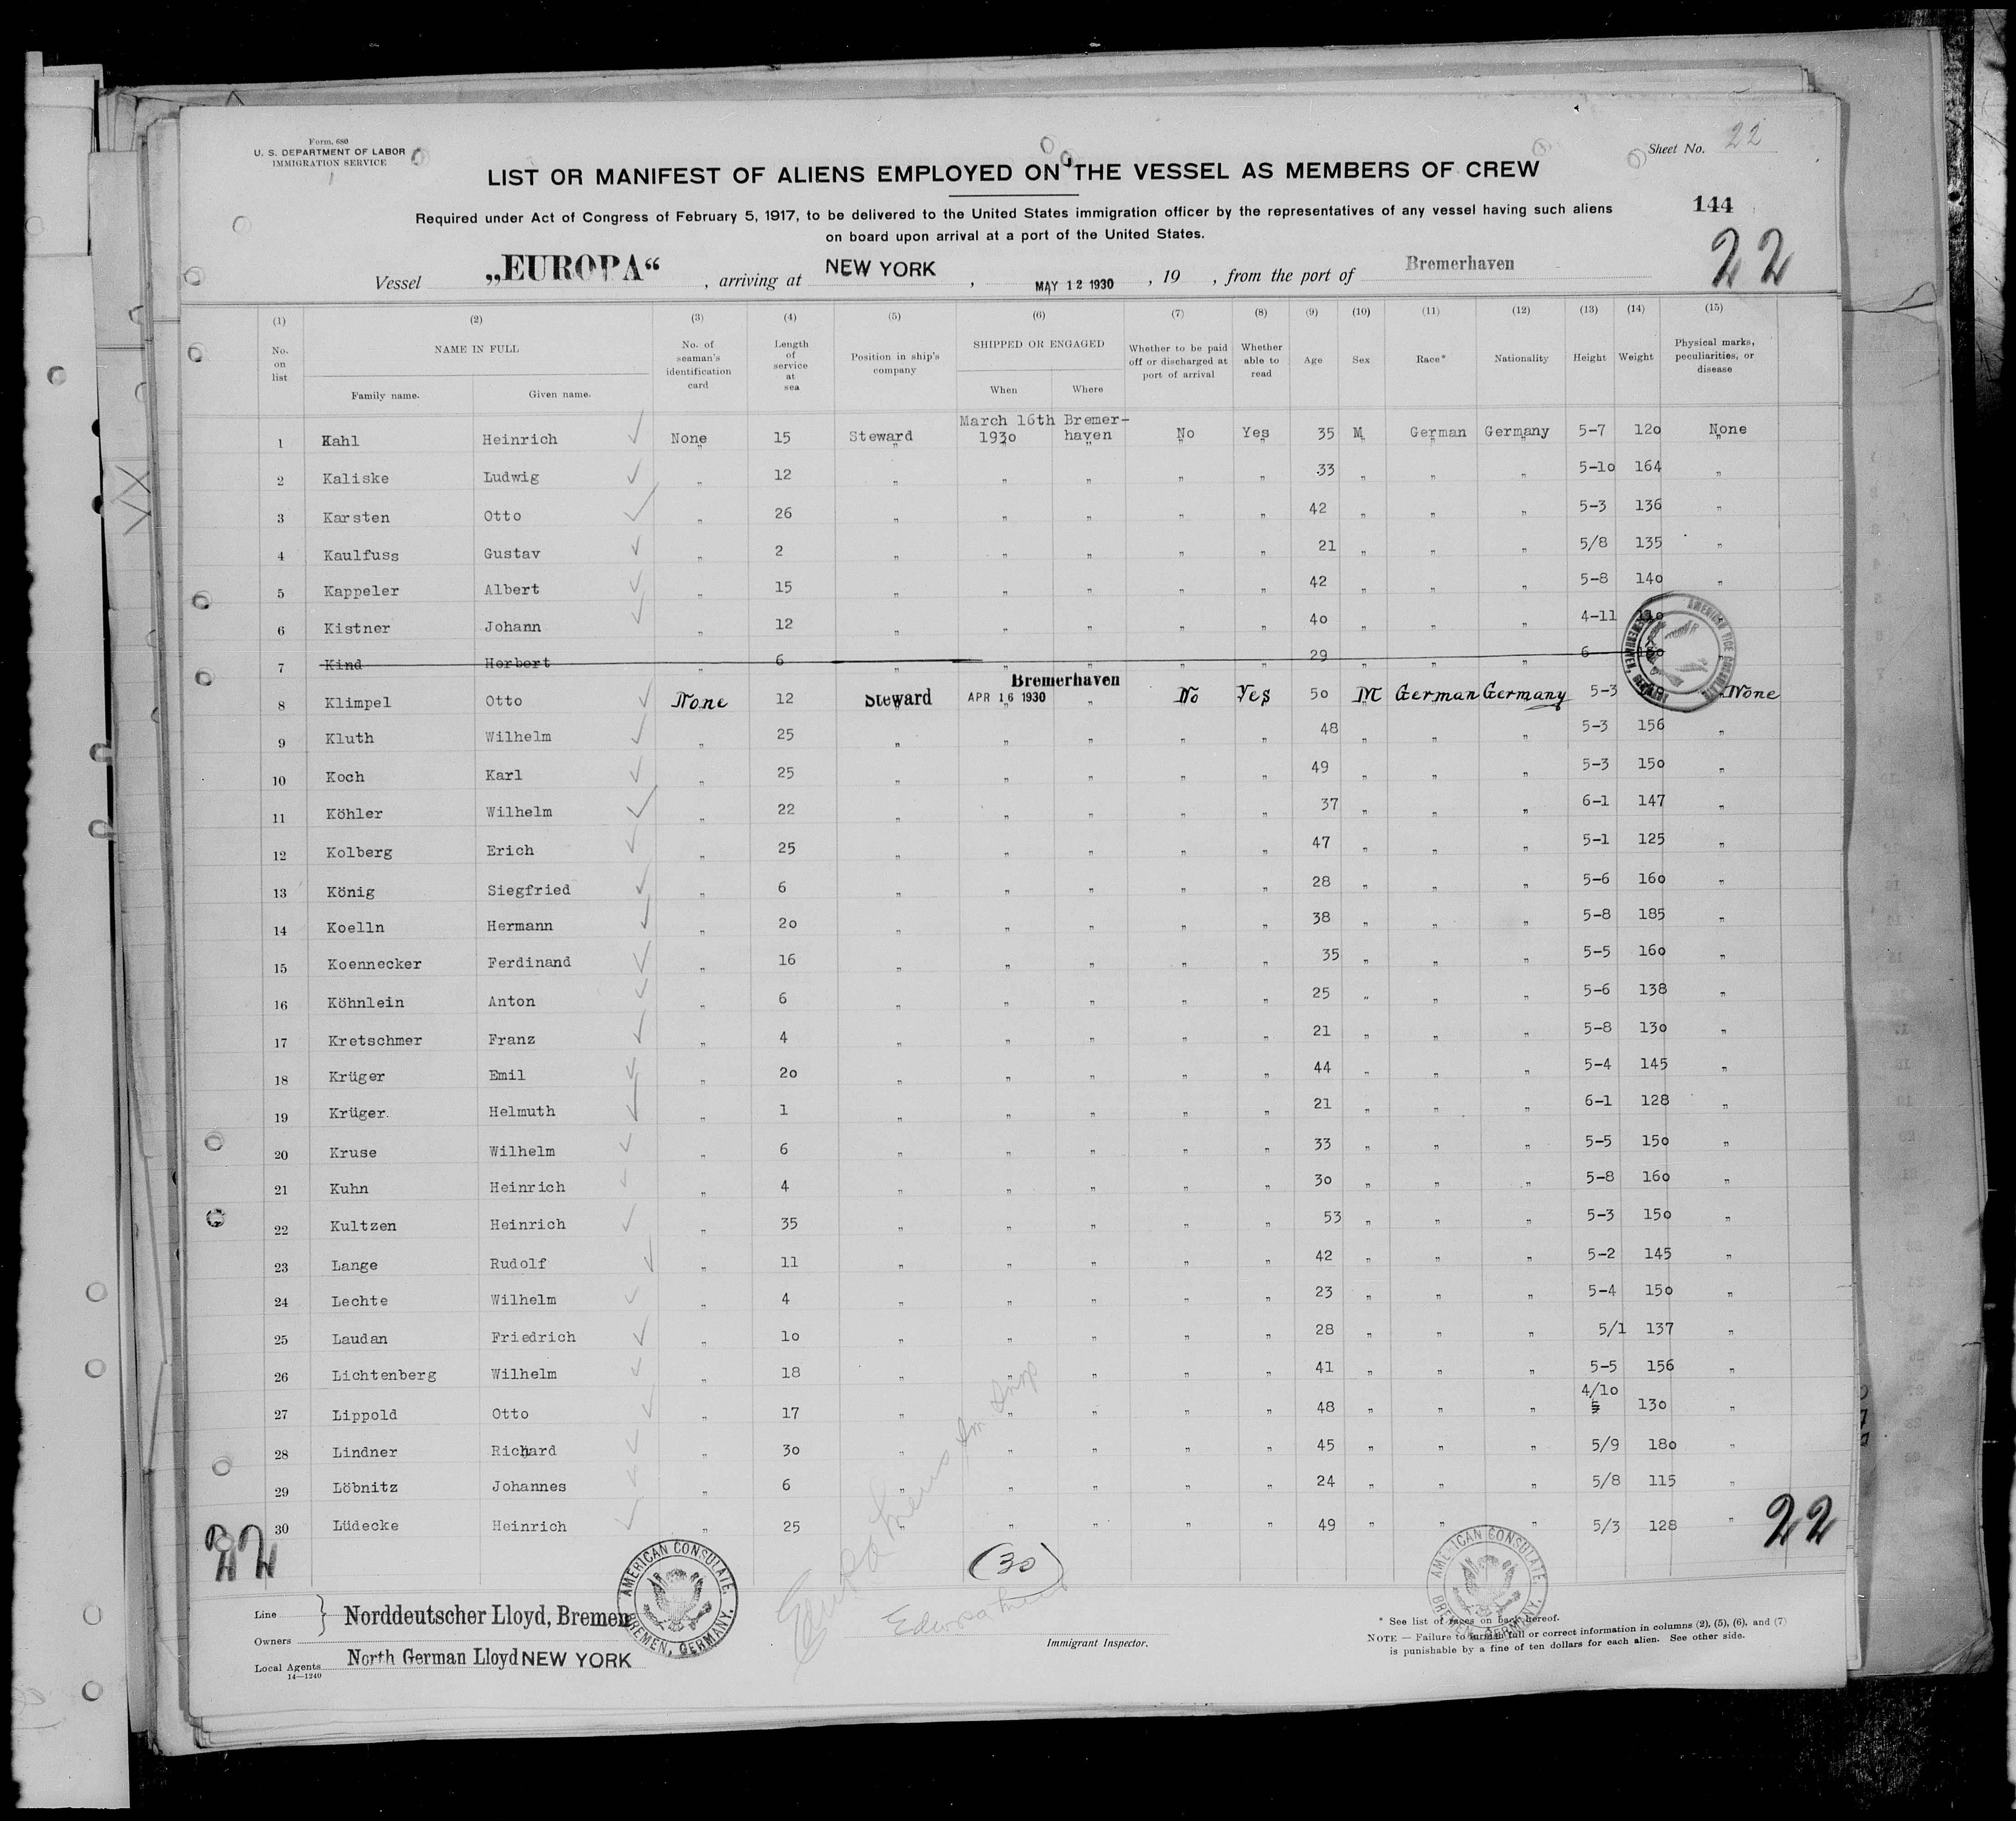 Form. 680
U. S. DEPARTMENT OF LABOR
IMMIGRATION SERVICE
Sheet No. 22
LIST OR MANIFEST OF ALIENS EMPLOYED ON THE VESSEL AS MEMBERS OF CREW
Required under Act of Congress of February 5, 1917, to be delivered to the United States immigration officer by the representatives of any vessel having such aliens
on board upon arrival at a port of the United States.
144
22
Vessel „EUROPA“, arriving at NEW YORK, MAY 12 1930, 19 , from the port of Bremerhaven
(1) (2) (3) (4) (5) (6) (7) (8) (9) (10) (11) (12) (13) (14) (15)
No. on list NAME IN FULL Family name. Given name. No. of seaman's identification card Length of service at sea Position in ship's company SHIPPED OR ENGAGED When Where Whether to be paid off or discharged at port of arrival Whether able to read Age Sex Race* Nationality Height Weight Physical marks, peculiarities, or disease
1 Kahl Heinrich None 15 Steward March 16th 1930 Bremer-haven No Yes 35 M German Germany 5-7 120 None
2 Kaliske Ludwig „ 12 „ „ „ „ „ 33 „ „ „ 5-10 164 „
3 Karsten Otto „ 26 „ „ „ „ „ 42 „ „ „ 5-3 136 „
4 Kaulfuss Gustav „ 2 „ „ „ „ „ 21 „ „ „ 5/8 135 „
5 Kappeler Albert „ 15 „ „ „ „ „ 42 „ „ „ 5-8 140 „
6 Kistner Johann „ 12 „ „ „ „ „ 40 „ „ „ 4-11
7 Kind Herbert „ 6 „ „ „ „ „ 29 „ „ „ 6
8 Klimpel Otto None 12 Steward APR 16 1930 Bremerhaven „ No Yes 50 M German Germany 5-3 None
9 Kluth Wilhelm „ 25 „ „ „ „ „ 48 „ „ „ 5-3 156 „
10 Koch Karl „ 25 „ „ „ „ „ 49 „ „ „ 5-3 150 „
11 Köhler Wilhelm „ 22 „ „ „ „ „ 37 „ „ „ 6-1 147 „
12 Kolberg Erich „ 25 „ „ „ „ „ 47 „ „ „ 5-1 125 „
13 König Siegfried „ 6 „ „ „ „ „ 28 „ „ „ 5-6 160 „
14 Koelln Hermann „ 20 „ „ „ „ „ 38 „ „ „ 5-8 185 „
15 Koennecker Ferdinand „ 16 „ „ „ „ „ 35 „ „ „ 5-5 160 „
16 Köhnlein Anton „ 6 „ „ „ „ „ 25 „ „ „ 5-6 138 „
17 Kretschmer Franz „ 4 „ „ „ „ „ 21 „ „ „ 5-8 130 „
18 Krüger Emil „ 20 „ „ „ „ „ 44 „ „ „ 5-4 145 „
19 Krüger. Helmuth „ 1 „ „ „ „ „ 21 „ „ „ 6-1 128 „
20 Kruse Wilhelm „ 6 „ „ „ „ „ 33 „ „ „ 5-5 150 „
21 Kuhn Heinrich „ 4 „ „ „ „ „ 30 „ „ „ 5-8 160 „
22 Kultzen Heinrich „ 35 „ „ „ „ „ 53 „ „ „ 5-3 150 „
23 Lange Rudolf „ 11 „ „ „ „ „ 42 „ „ „ 5-2 145 „
24 Lechte Wilhelm „ 4 „ „ „ „ „ 23 „ „ „ 5-4 150 „
25 Laudan Friedrich „ 10 „ „ „ „ „ 28 „ „ „ 5/1 137 „
26 Lichtenberg Wilhelm „ 18 „ „ „ „ „ 41 „ „ „ 5-5 156 „
27 Lippold Otto „ 17 „ „ „ „ „ 48 „ „ „ 4/10 130 „
28 Lindner Richard „ 30 „ „ „ „ „ 45 „ „ „ 5/9 180 „
29 Löbnitz Johannes „ 6 „ „ „ „ „ 24 „ „ „ 5/8 115 „
30 Lüdecke Heinrich „ 25 „ „ „ „ „ 49 „ „ „ 5/3 128 „
22
22
(30)
AMERICAN CONSULATE, BREMEN, GERMANY.
AMERICAN CONSULATE, BREMEN, GERMANY.
Line
Owners
Norddeutscher Lloyd, Bremen
Local Agents North German Lloyd NEW YORK
14—1240
Immigrant Inspector.
* See list of races on back hereof.
NOTE — Failure to furnish full or correct information in columns (2), (5), (6), and (7)
is punishable by a fine of ten dollars for each alien. See other side.